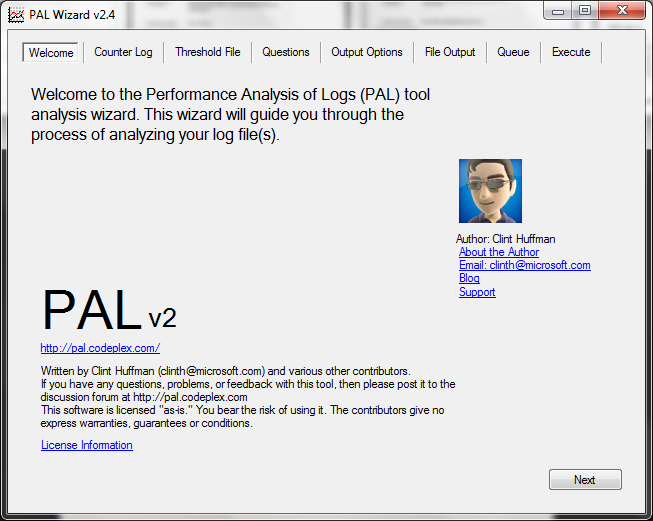 PAL Wizard v2.4
Welcome
Counter Log
Threshold File
Questions
Output Options
File Output
Queue
Execute
Welcome to the Performance Analysis of Logs (PAL) tool
analysis wizard. This wizard will guide you through the
process of analyzing your log file(s).
Author: Clint Huffman
About the Author
Email: clinth@microsoft.com
Blog
Support
PAL v2
http://pal.codeplex.com/
Written by Clint Huffman (clinth@microsoft.com) and various other contributors.
If you have any questions, problems, or feedback with this tool, then please post it to the
discussion forum at http://pal.codeplex.com
This software is licensed "as-is." You bear the risk of using it. The contributors give no
express warranties, guarantees or conditions.
License Information
Next